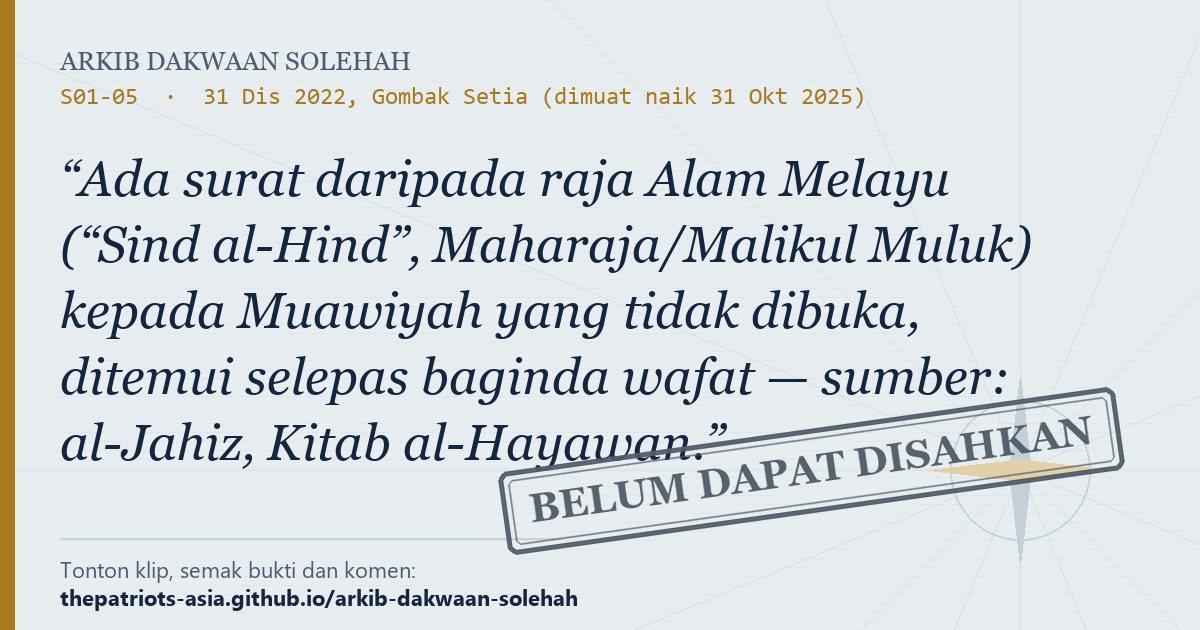 ARKIB DAKWAAN SOLEHAH
S01-05 · 31 Dis 2022, Gombak Setia (dimuat naik 31 Okt 2025)
“Ada surat daripada raja Alam Melayu
(“Sind al-Hind”, Maharaja/Malikul Muluk)
kepada Muawiyah yang tidak dibuka,
ditemui selepas baginda wafat — sumber:
al-Jahiz, Kitab al-Hayawan.”
BELUM DAPAT DISAHKAN
Tonton klip, semak bukti dan komen:
thepatriots-asia.github.io/arkib-dakwaan-solehah